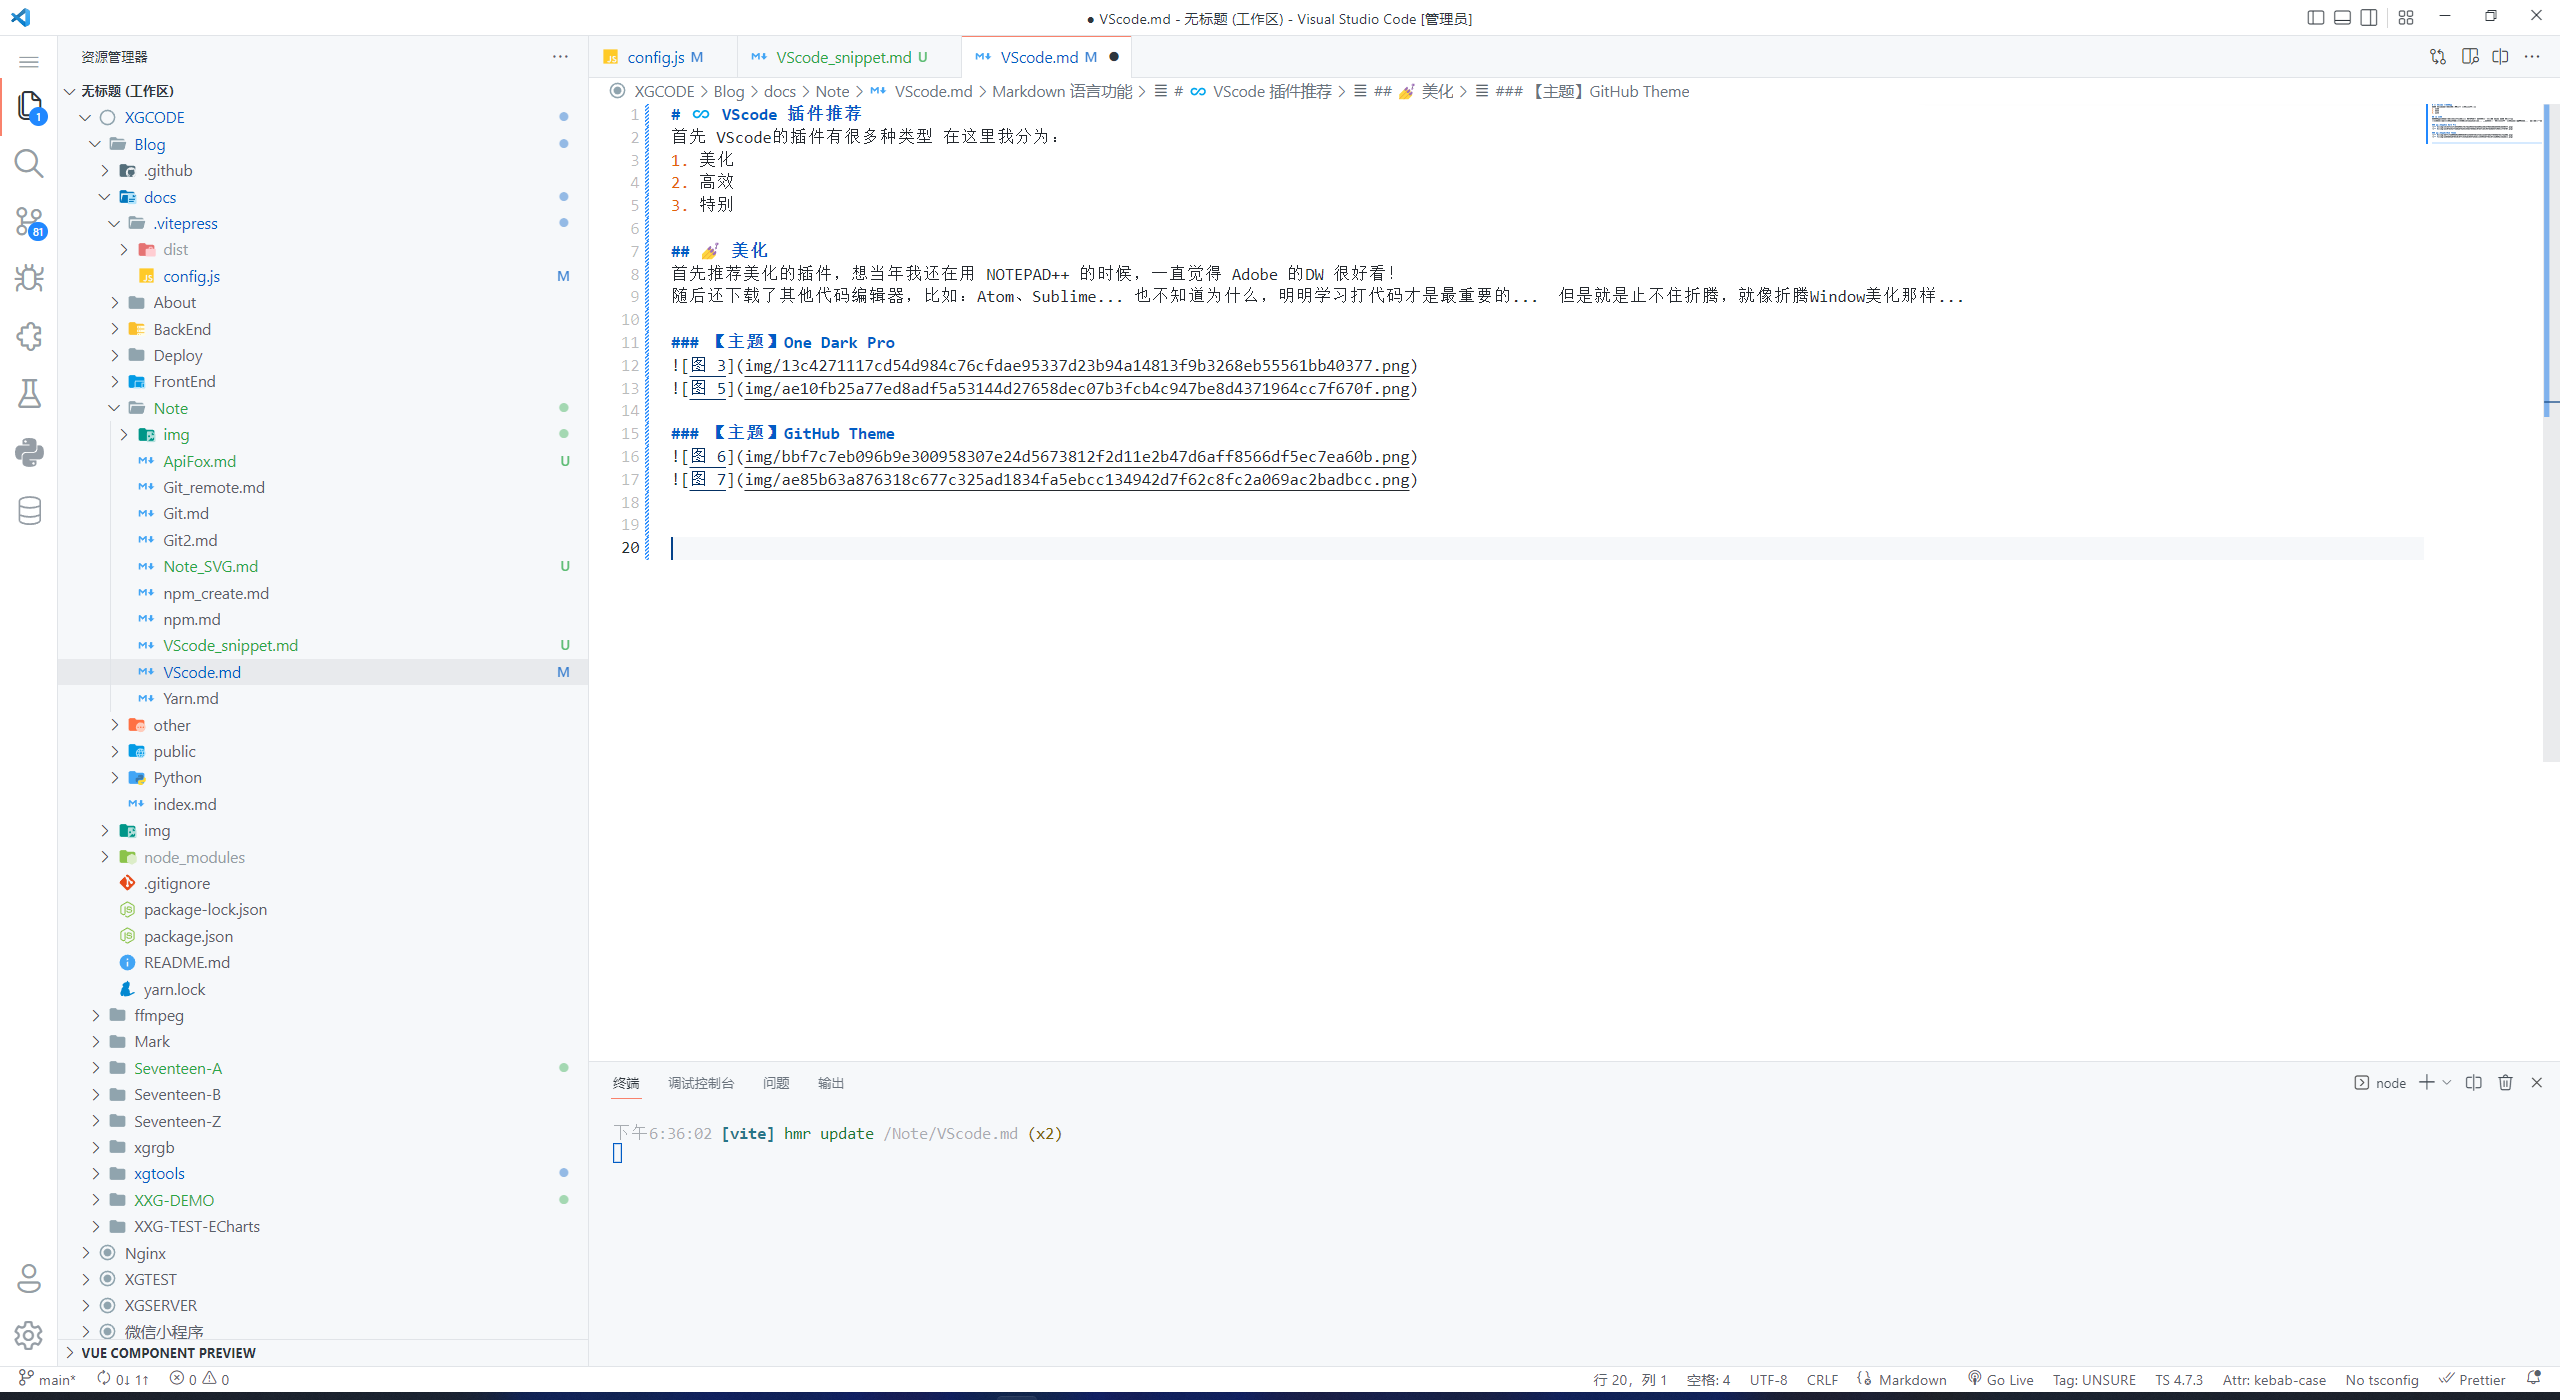 ● VScode.md - 无标题 (工作区) - Visual Studio Code [管理员]
资源管理器
无标题 (工作区)
XGCODE
Blog
.github
docs
.vitepress
dist
config.js M
About
BackEnd
Deploy
FrontEnd
Note
img
ApiFox.md U
Git_remote.md
Git.md
Git2.md
Note_SVG.md U
npm_create.md
npm.md
VScode_snippet.md U
VScode.md M
Yarn.md
other
public
Python
index.md
img
node_modules
.gitignore
package-lock.json
package.json
README.md
yarn.lock
ffmpeg
Mark
Seventeen-A
Seventeen-B
Seventeen-Z
xgrgb
xgtools
XXG-DEMO
XXG-TEST-ECharts
Nginx
XGTEST
XGSERVER
微信小程序
VUE COMPONENT PREVIEW
1
81
config.js M
VScode_snippet.md U
VScode.md M ●
XGCODE > Blog > docs > Note > VScode.md > Markdown 语言功能 > # ∞ VScode 插件推荐 > ## 💅 美化 > ### 【主题】GitHub Theme
1 # ∞ VScode 插件推荐
2 首先 VScode的插件有很多种类型 在这里我分为：
3 1. 美化
4 2. 高效
5 3. 特别
6
7 ## 💅 美化
8 首先推荐美化的插件，想当年我还在用 NOTEPAD++ 的时候，一直觉得 Adobe 的DW 很好看！
9 随后还下载了其他代码编辑器，比如：Atom、Sublime... 也不知道为什么，明明学习打代码才是最重要的...  但是就是止不住折腾，就像折腾Window美化那样...
10
11 ### 【主题】One Dark Pro
12 ![图 3](img/13c4271117cd54d984c76cfdae95337d23b94a14813f9b3268eb55561bb40377.png)
13 ![图 5](img/ae10fb25a77ed8adf5a53144d27658dec07b3fcb4c947be8d4371964cc7f670f.png)
14
15 ### 【主题】GitHub Theme
16 ![图 6](img/bbf7c7eb096b9e300958307e24d5673812f2d11e2b47d6aff8566df5ec7ea60b.png)
17 ![图 7](img/ae85b63a876318c677c325ad1834fa5ebcc134942d7f62c8fc2a069ac2badbcc.png)
18
19
20
终端 调试控制台 问题 输出
node
下午6:36:02 [vite] hmr update /Note/VScode.md (x2)
main* 0↓ 1↑ 0 0
行 20，列 1 空格: 4 UTF-8 CRLF Markdown Go Live Tag: UNSURE TS 4.7.3 Attr: kebab-case No tsconfig Prettier